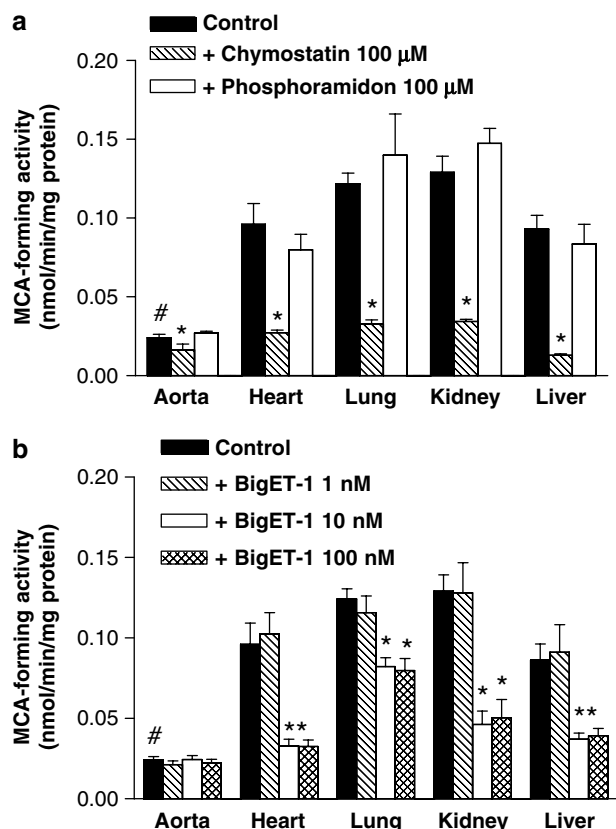 a
Control
+ Chymostatin 100 μM
+ Phosphoramidon 100 μM
MCA-forming activity
(nmol/min/mg protein)
0.20
0.15
0.10
0.05
0.00
#
*
*
*
*
*
Aorta Heart Lung Kidney Liver
b
Control
+ BigET-1 1 nM
+ BigET-1 10 nM
+ BigET-1 100 nM
MCA-forming activity
(nmol/min/mg protein)
0.20
0.15
0.10
0.05
0.00
#
**
* *
* *
**
Aorta Heart Lung Kidney Liver